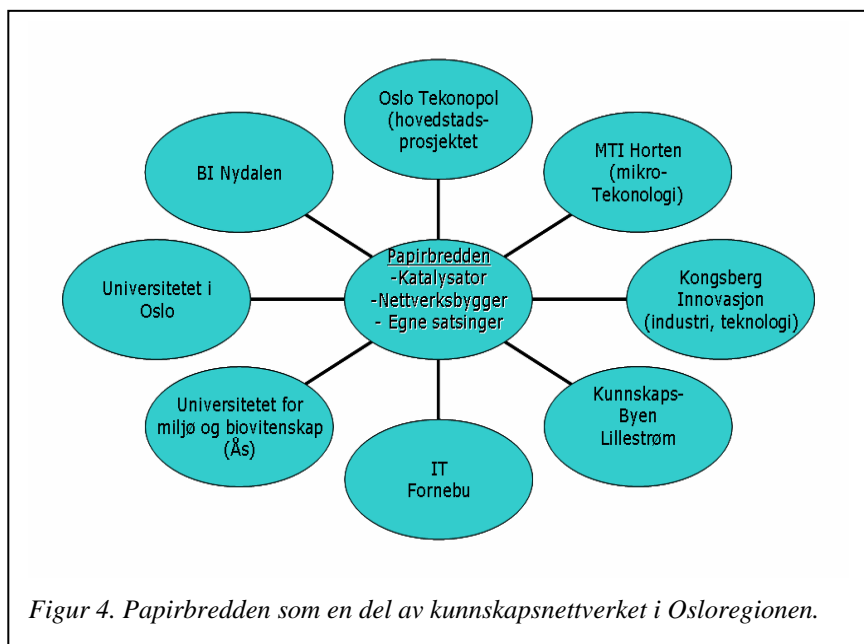 Oslo Tekonopol
(hovedstads-
prosjektet
MTI Horten
(mikro-
Tekonologi)
BI Nydalen
Papirbredden
-Katalysator
-Nettverksbygger
- Egne satsinger
Universitetet i
Oslo
Kongsberg
Innovasjon
(industri, teknologi)
Universitetet for
miljø og biovitenskap
(Ås)
Kunnskaps-
Byen
Lillestrøm
IT
Fornebu
Figur 4. Papirbredden som en del av kunnskapsnettverket i Osloregionen.